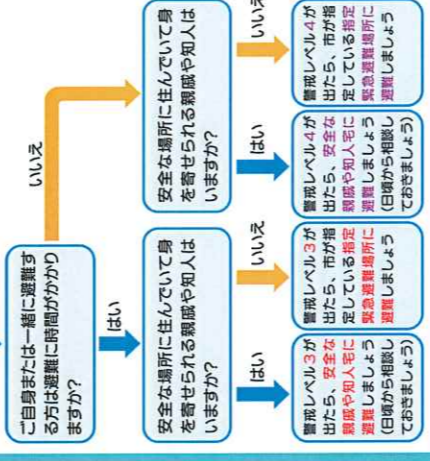 ご自身または一緒に避難す
る方は避難に時間がかかり
ますか?
はい
いいえ
安全な場所に住んでいて身
を寄せられる親戚や知人は
いますか?
安全な場所に住んでいて身
を寄せられる親戚や知人は
いますか?
はい
いいえ
はい
いいえ
警戒レベル3が
出たら、安全な
親戚や知人宅に
避難しましょう
(日頃から相談し
ておきましょう)
警戒レベル3が
出たら、市が指
定している指定
緊急避難場所に
避難しましょう
警戒レベル4が
出たら、安全な
親戚や知人宅に
避難しましょう
(日頃から相談し
ておきましょう)
警戒レベル4が
出たら、市が指
定している指定
緊急避難場所に
避難しましょう